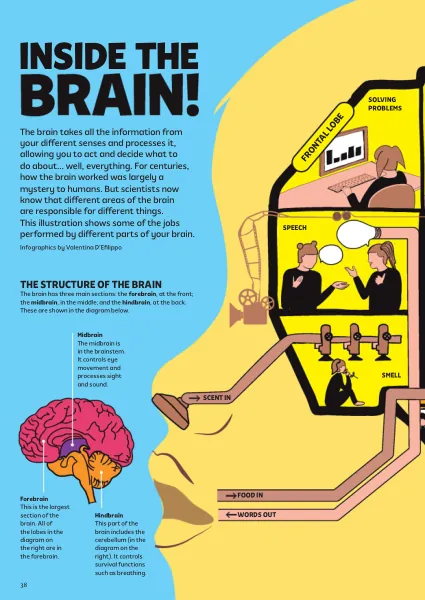 INSIDE THE
BRAIN!
The brain takes all the information from
your different senses and processes it,
allowing you to act and decide what to
do about... well, everything. For centuries,
how the brain worked was largely a
mystery to humans. But scientists now
know that different areas of the brain
are responsible for different things.
This illustration shows some of the jobs
performed by different parts of your brain.
Infographics by Valentina D'Efilippo
THE STRUCTURE OF THE BRAIN
The brain has three main sections: the forebrain, at the front;
the midbrain, in the middle; and the hindbrain, at the back.
These are shown in the diagram below.
Midbrain
The midbrain is
in the brainstem.
It controls eye
movement and
processes sight
and sound.
Forebrain
This is the largest
section of the
brain. All of
the lobes in the
diagram on
the right are in
the forebrain.
Hindbrain
This part of the
brain includes the
cerebellum (in the
diagram on the
right). It controls
survival functions
such as breathing
38
FRONTAL LOBE
SOLVING
PROBLEMS
SPEECH
SMELL
→ SCENT IN
→ FOOD IN
← WORDS OUT